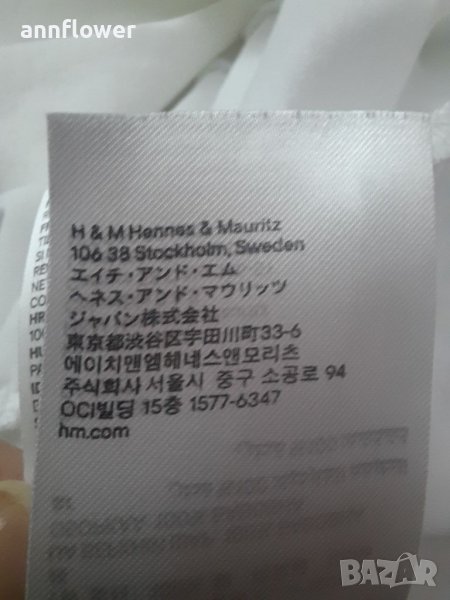 annflower
H & M Hennes & Mauritz
106 38 Stockholm, Sweden
エイチ・アンド・エム
ヘネス・アンド・マウリッツ
ジャパン株式会社
東京都渋谷区宇田川町33-6
에이치앤엠헤네스앤모리츠
주식회사 서울시 중구 소공로 94
OCI빌딩 15층 1577-6347
hm.com
BAZAR